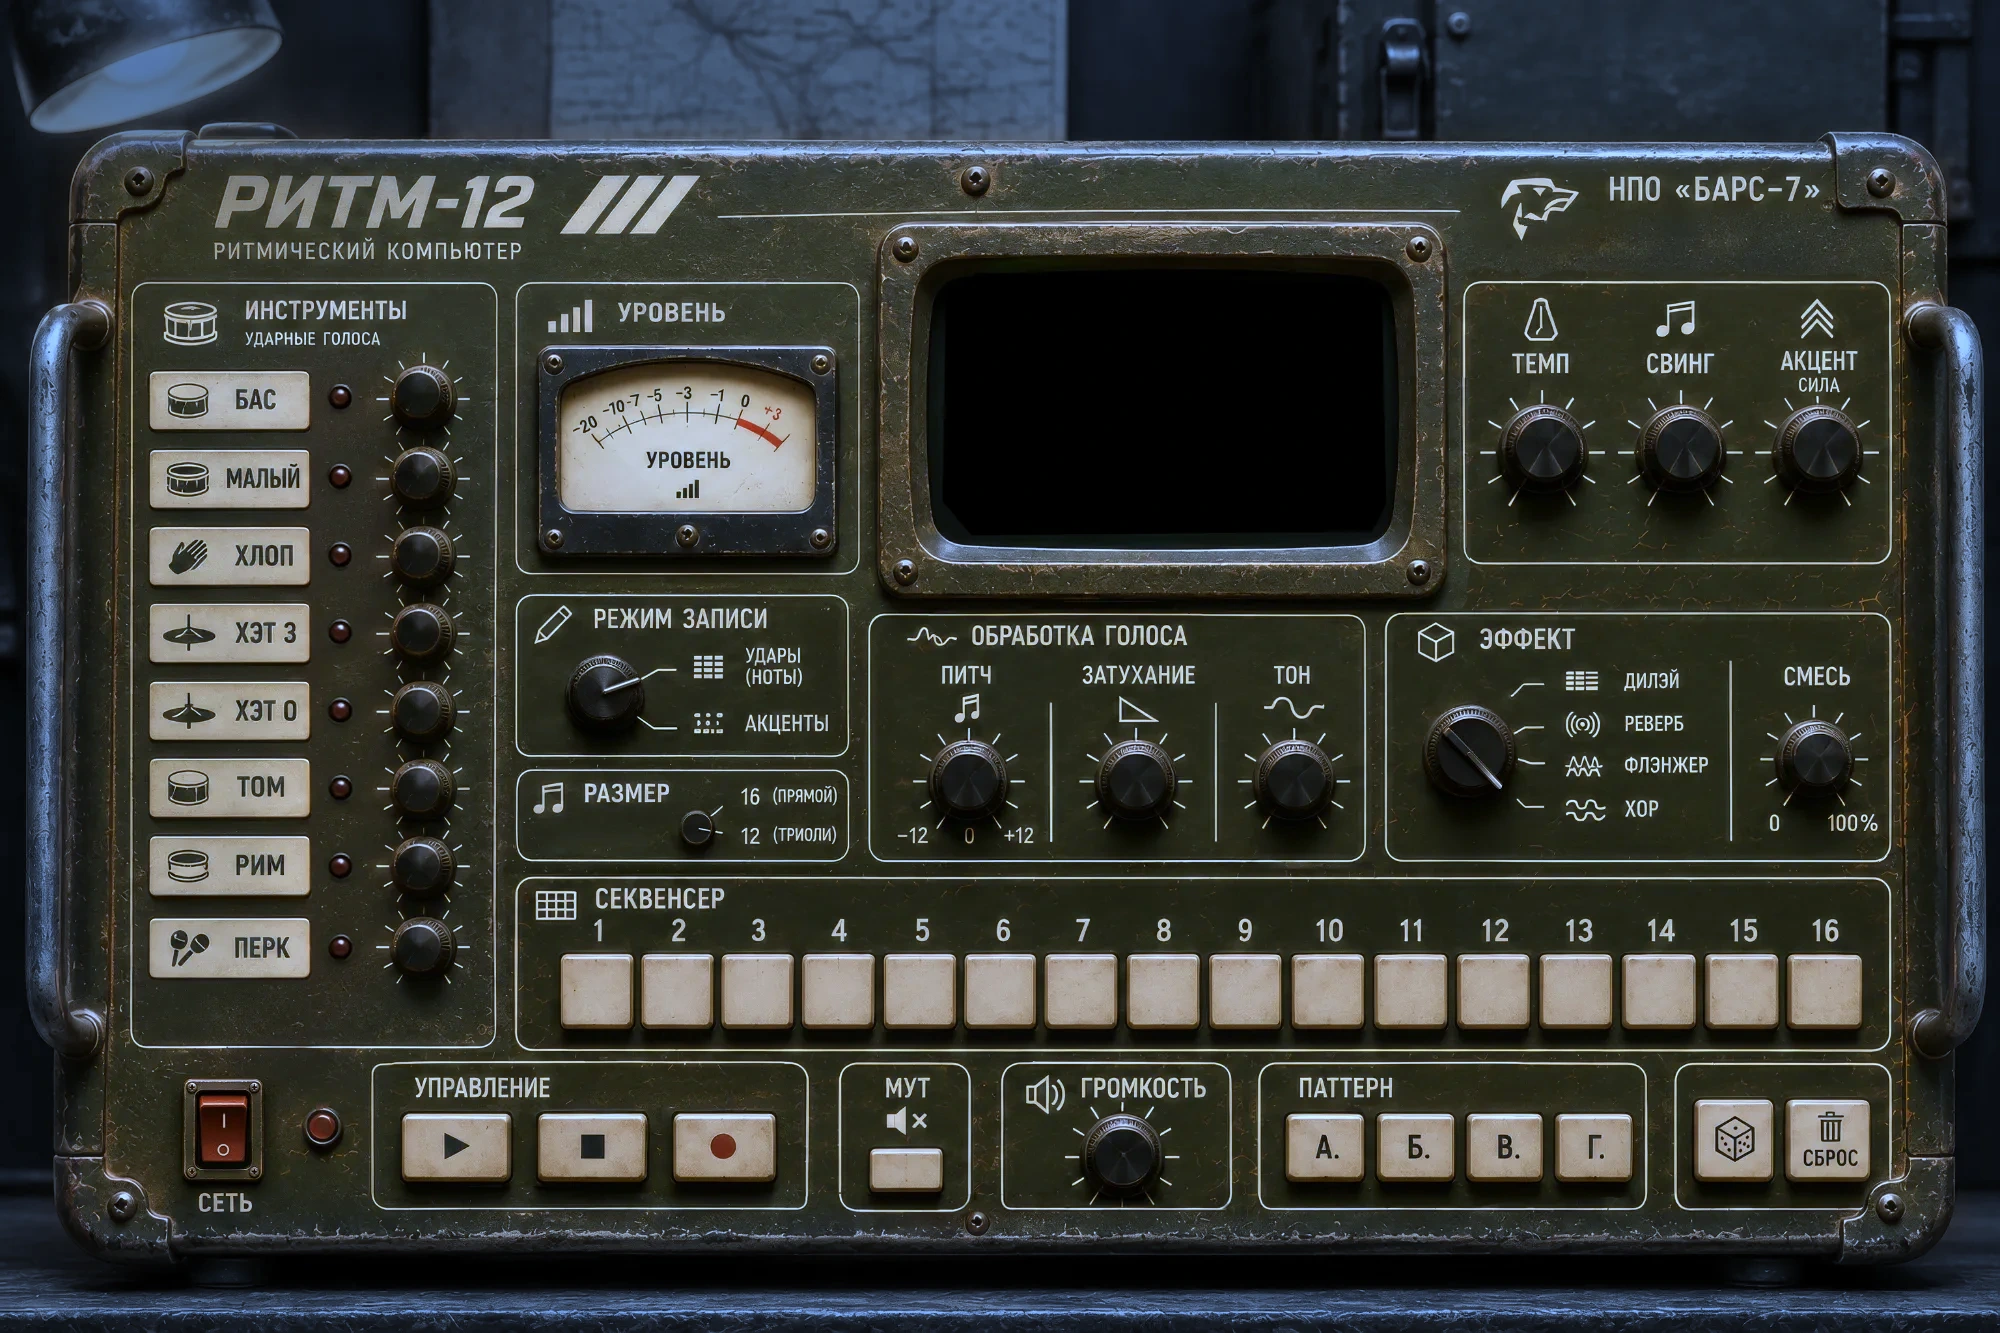 РИТМ-12
РИТМИЧЕСКИЙ КОМПЬЮТЕР
НПО «БАРС-7»
ИНСТРУМЕНТЫ
УДАРНЫЕ ГОЛОСА
БАС
МАЛЫЙ
ХЛОП
ХЭТ З
ХЭТ О
ТОМ
РИМ
ПЕРК
УРОВЕНЬ
-20 -10 -7 -5 -3 -1 0 +3
УРОВЕНЬ
ТЕМП
СВИНГ
АКЦЕНТ
СИЛА
РЕЖИМ ЗАПИСИ
УДАРЫ
(НОТЫ)
АКЦЕНТЫ
РАЗМЕР
16 (ПРЯМОЙ)
12 (ТРИОЛИ)
ОБРАБОТКА ГОЛОСА
ПИТЧ
-12 0 +12
ЗАТУХАНИЕ
ТОН
ЭФФЕКТ
ДИЛЭЙ
РЕВЕРБ
ФЛЭНЖЕР
ХОР
СМЕСЬ
0 100%
СЕКВЕНСЕР
1 2 3 4 5 6 7 8 9 10 11 12 13 14 15 16
СЕТЬ
УПРАВЛЕНИЕ
МУТ
ГРОМКОСТЬ
ПАТТЕРН
А. Б. В. Г.
СБРОС